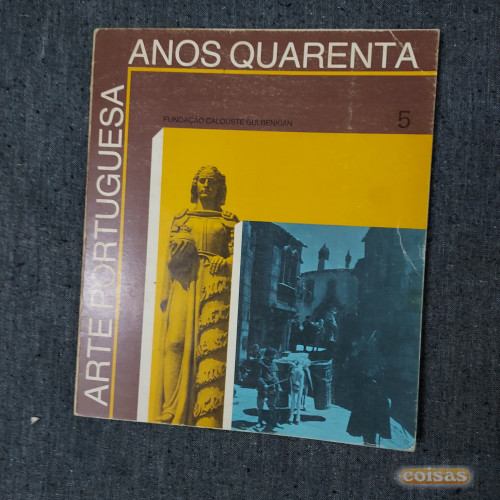 ANOS QUARENTA
ARTE PORTUGUESA
FUNDAÇÃO CALOUSTE GULBENKIAN
5
coisas